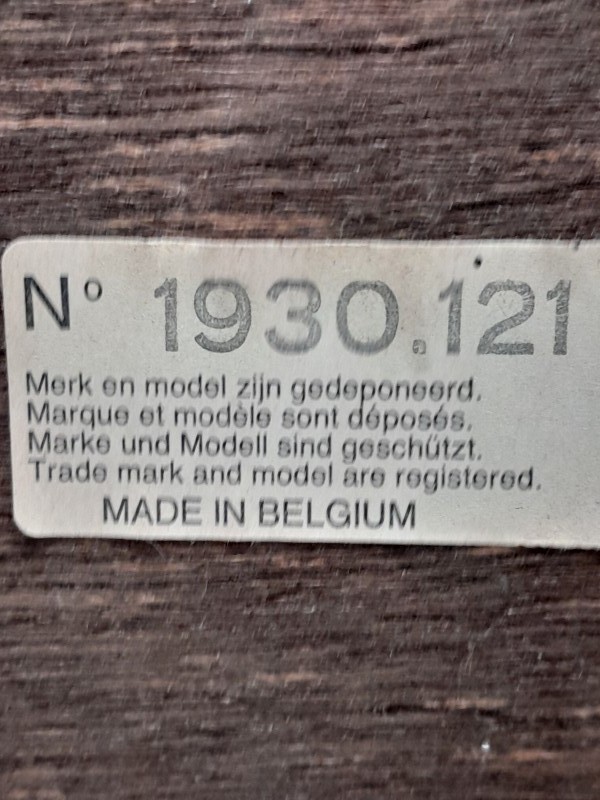 Nº 1930.121
Merk en model zijn gedeponeerd.
Marque et modèle sont déposés.
Marke und Modell sind geschützt.
Trade mark and model are registered.
MADE IN BELGIUM